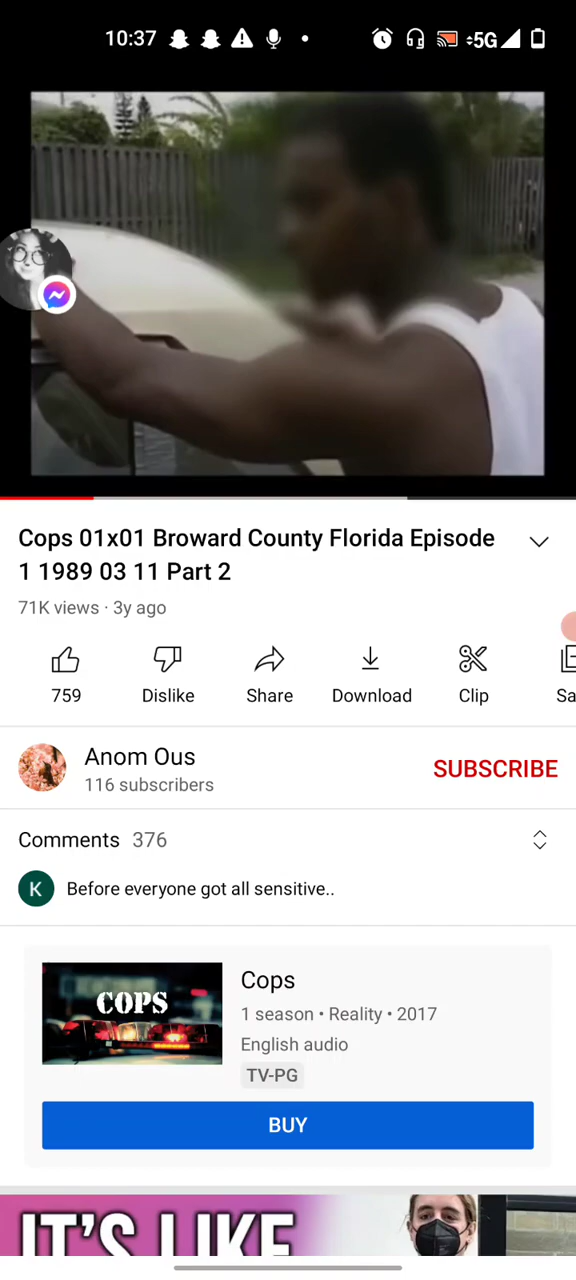 10:37
5G
Cops 01x01 Broward County Florida Episode
1 1989 03 11 Part 2
71K views · 3y ago
759
Dislike
Share
Download
Clip
Sa
Anom Ous
116 subscribers
SUBSCRIBE
Comments 376
K
Before everyone got all sensitive..
COPS
Cops
1 season • Reality • 2017
English audio
TV-PG
BUY
IT'S LIKE